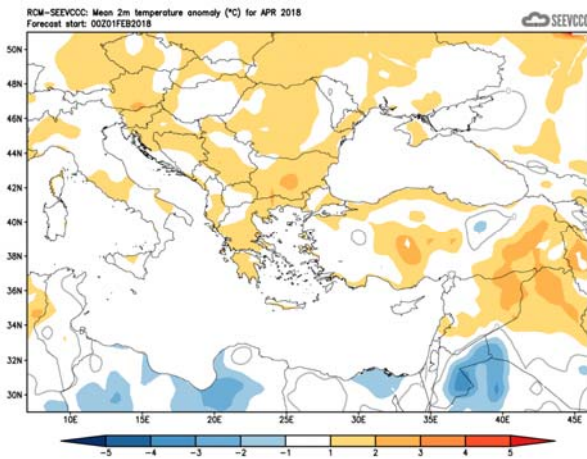 RCM-SEEVCCC: Mean 2m temperature anomaly (°C) for APR 2018
Forecast start: 00Z01FEB2018
SEEVCCC
50N
48N
46N
44N
42N
40N
38N
36N
34N
32N
30N
10E 15E 20E 25E 30E 35E 40E 45E
-5 -4 -3 -2 -1 1 2 3 4 5